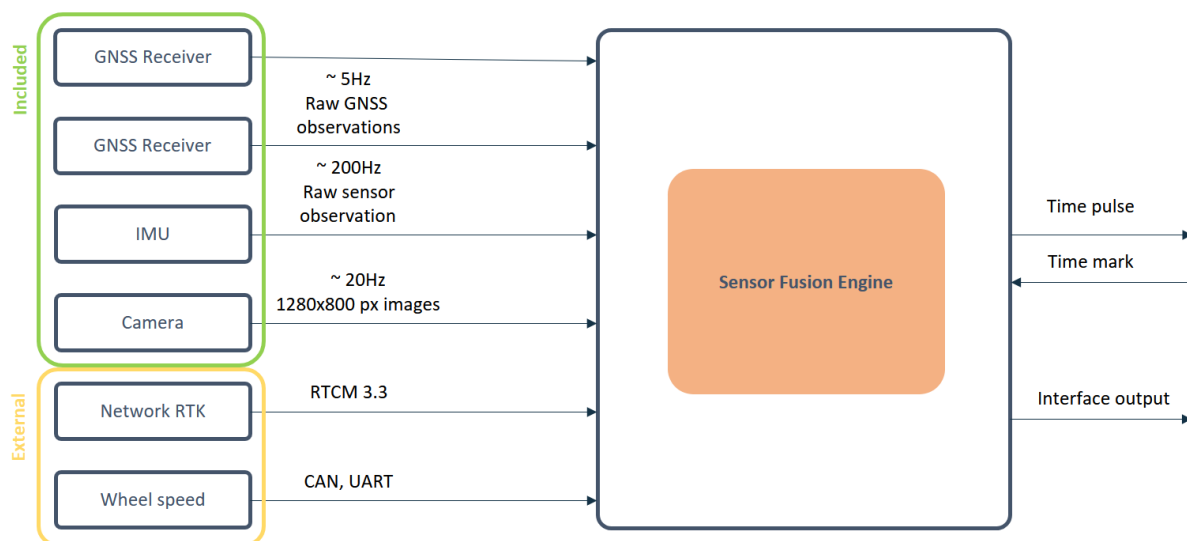 Included
GNSS Receiver
~ 5Hz
Raw GNSS
observations
GNSS Receiver
~ 200Hz
Raw sensor
observation
IMU
~ 20Hz
1280x800 px images
Camera
External
Network RTK
RTCM 3.3
Wheel speed
CAN, UART
Sensor Fusion Engine
Time pulse
Time mark
Interface output